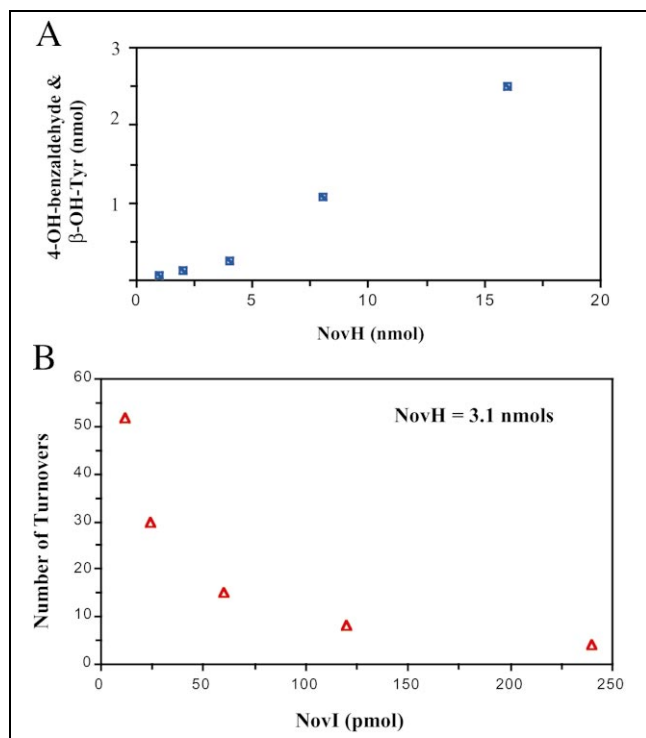 A
4-OH-benzaldehyde &
β-OH-Tyr (nmol)
3
2
1
0 5 10 15 20
NovH (nmol)
B
Number of Turnovers
60
50
40
30
20
10
0
NovH = 3.1 nmols
0 50 100 150 200 250
NovI (pmol)